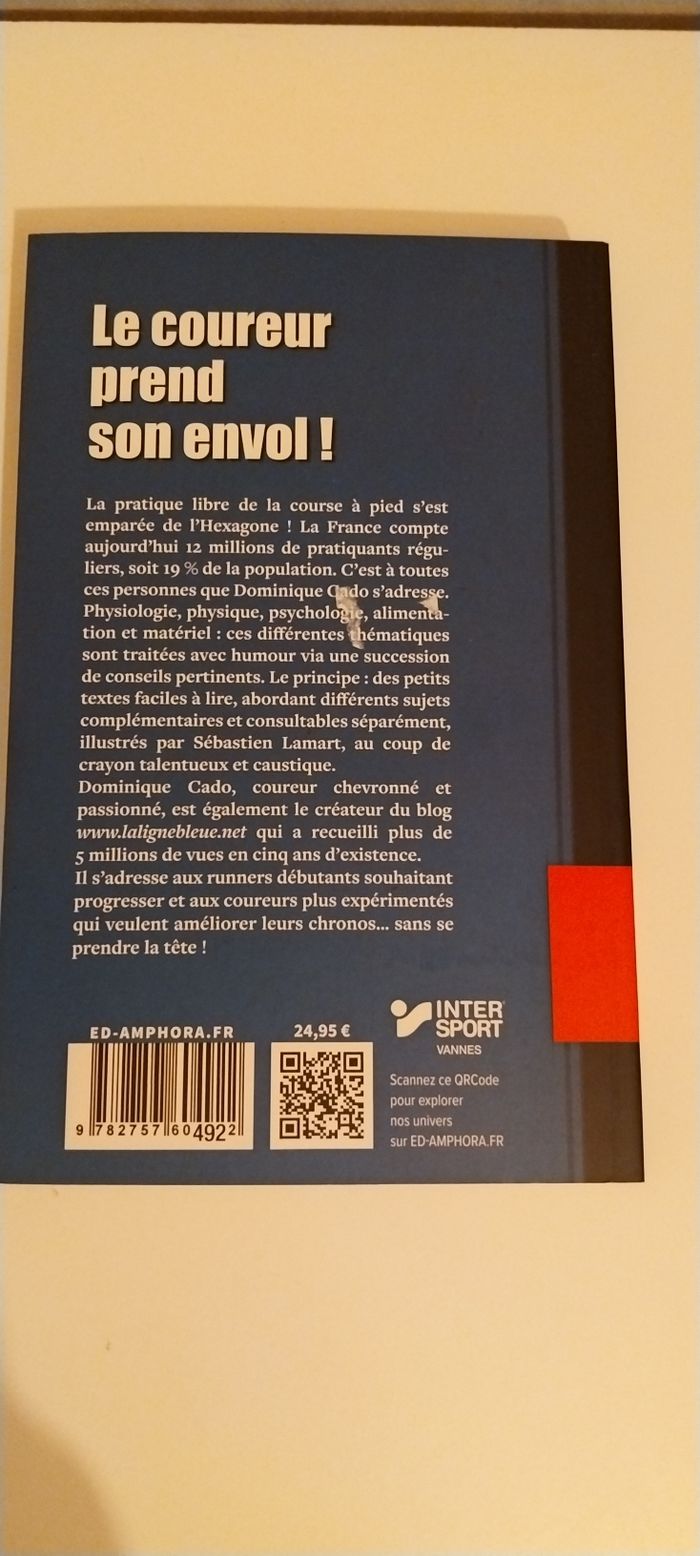 Le coureur
prend
son envol !
La pratique libre de la course à pied s'est
emparée de l'Hexagone ! La France compte
aujourd'hui 12 millions de pratiquants régu-
liers, soit 19 % de la population. C'est à toutes
ces personnes que Dominique Cado s'adresse.
Physiologie, physique, psychologie, alimenta-
tion et matériel : ces différentes thématiques
sont traitées avec humour via une succession
de conseils pertinents. Le principe : des petits
textes faciles à lire, abordant différents sujets
complémentaires et consultables séparément,
illustrés par Sébastien Lamart, au coup de
crayon talentueux et caustique.
Dominique Cado, coureur chevronné et
passionné, est également le créateur du blog
www.lalignebleue.net qui a recueilli plus de
5 millions de vues en cinq ans d'existence.
Il s'adresse aux runners débutants souhaitant
progresser et aux coureurs plus expérimentés
qui veulent améliorer leurs chronos... sans se
prendre la tête !
ED-AMPHORA.FR
9 782757 604922
24,95 €
INTER
SPORT
VANNES
Scannez ce QRCode
pour explorer
nos univers
sur ED-AMPHORA.FR